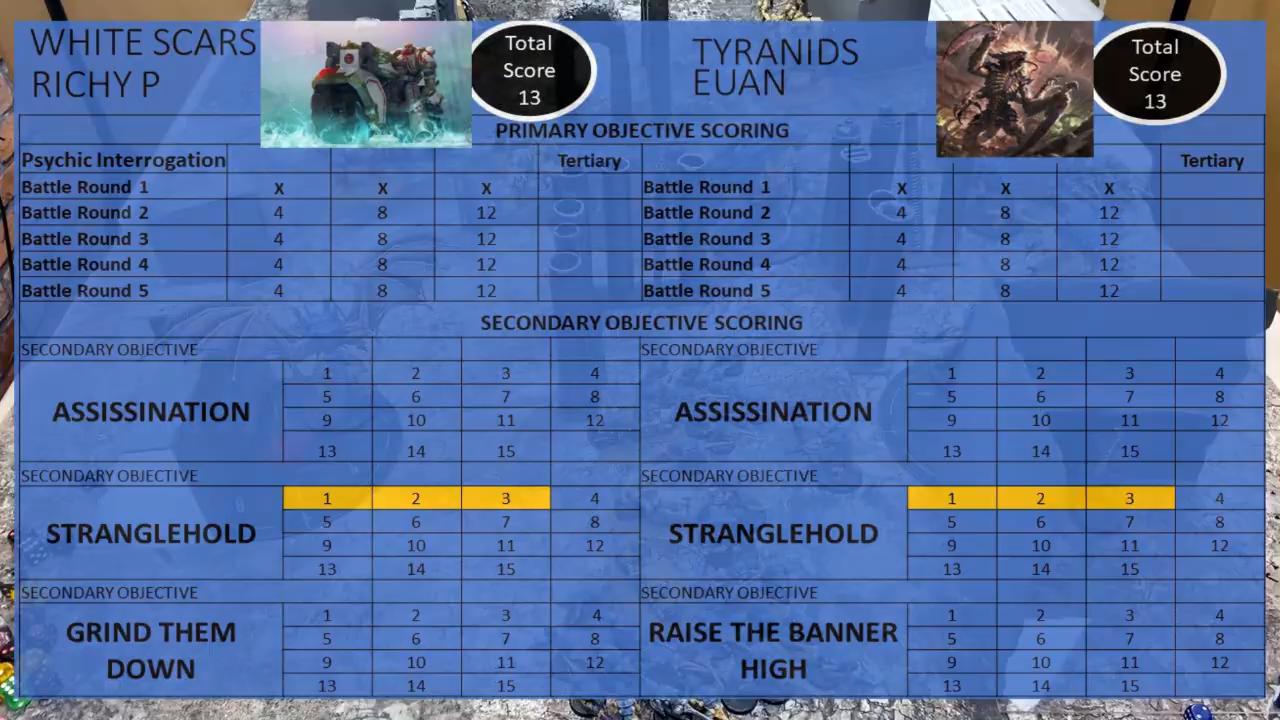 WHITE SCARS
RICHY P
Total
Score
13
TYRANIDS
EUAN
Total
Score
13
PRIMARY OBJECTIVE SCORING
Psychic Interrogation Tertiary Tertiary
Battle Round 1 x x x Battle Round 1 x x x
Battle Round 2 4 8 12 Battle Round 2 4 8 12
Battle Round 3 4 8 12 Battle Round 3 4 8 12
Battle Round 4 4 8 12 Battle Round 4 4 8 12
Battle Round 5 4 8 12 Battle Round 5 4 8 12
SECONDARY OBJECTIVE SCORING
SECONDARY OBJECTIVE SECONDARY OBJECTIVE
ASSISSINATION
1 2 3 4
5 6 7 8
9 10 11 12
13 14 15
ASSISSINATION
1 2 3 4
5 6 7 8
9 10 11 12
13 14 15
SECONDARY OBJECTIVE SECONDARY OBJECTIVE
STRANGLEHOLD
1 2 3 4
5 6 7 8
9 10 11 12
13 14 15
STRANGLEHOLD
1 2 3 4
5 6 7 8
9 10 11 12
13 14 15
SECONDARY OBJECTIVE SECONDARY OBJECTIVE
GRIND THEM
DOWN
1 2 3 4
5 6 7 8
9 10 11 12
13 14 15
RAISE THE BANNER
HIGH
1 2 3 4
5 6 7 8
9 10 11 12
13 14 15